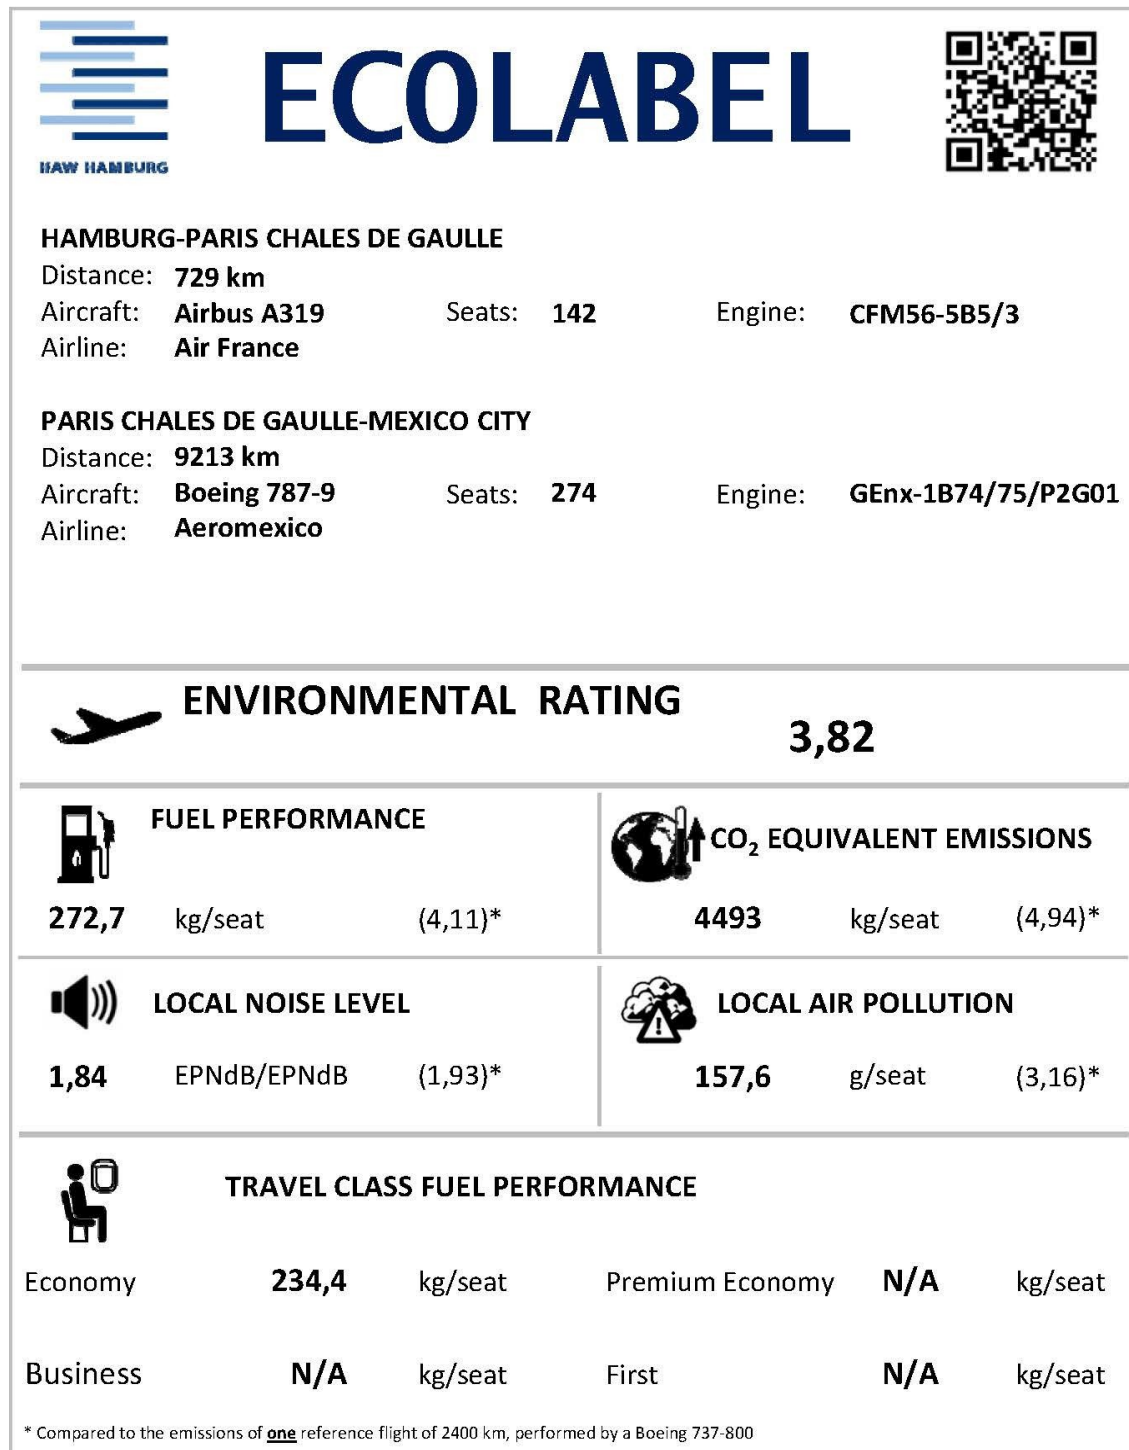 ECOLABEL
HAW HAMBURG
HAMBURG-PARIS CHALES DE GAULLE
Distance: 729 km
Aircraft: Airbus A319 Seats: 142 Engine: CFM56-5B5/3
Airline: Air France
PARIS CHALES DE GAULLE-MEXICO CITY
Distance: 9213 km
Aircraft: Boeing 787-9 Seats: 274 Engine: GEnx-1B74/75/P2G01
Airline: Aeromexico
ENVIRONMENTAL RATING
3,82
FUEL PERFORMANCE
272,7 kg/seat (4,11)*
CO₂ EQUIVALENT EMISSIONS
4493 kg/seat (4,94)*
LOCAL NOISE LEVEL
1,84 EPNdB/EPNdB (1,93)*
LOCAL AIR POLLUTION
157,6 g/seat (3,16)*
TRAVEL CLASS FUEL PERFORMANCE
Economy 234,4 kg/seat Premium Economy N/A kg/seat
Business N/A kg/seat First N/A kg/seat
* Compared to the emissions of one reference flight of 2400 km, performed by a Boeing 737-800